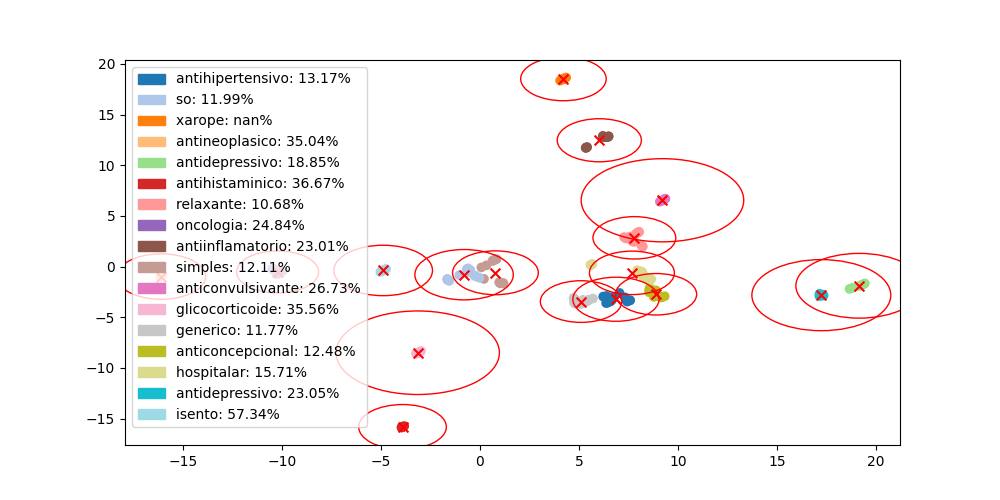 20
15
10
5
0
−5
−10
−15
antihipertensivo: 13.17%
so: 11.99%
xarope: nan%
antineoplasico: 35.04%
antidepressivo: 18.85%
antihistaminico: 36.67%
relaxante: 10.68%
oncologia: 24.84%
antiinflamatorio: 23.01%
simples: 12.11%
anticonvulsivante: 26.73%
glicocorticoide: 35.56%
generico: 11.77%
anticoncepcional: 12.48%
hospitalar: 15.71%
antidepressivo: 23.05%
isento: 57.34%
−15 −10 −5 0 5 10 15 20